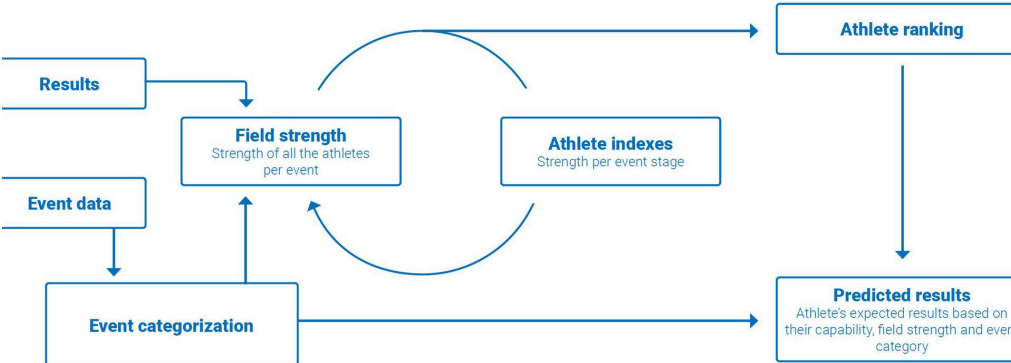 Athlete ranking
Results
Field strength
Strength of all the athletes
per event
Athlete indexes
Strength per event stage
Event data
Event categorization
Predicted results
Athlete's expected results based on
their capability, field strength and even
category